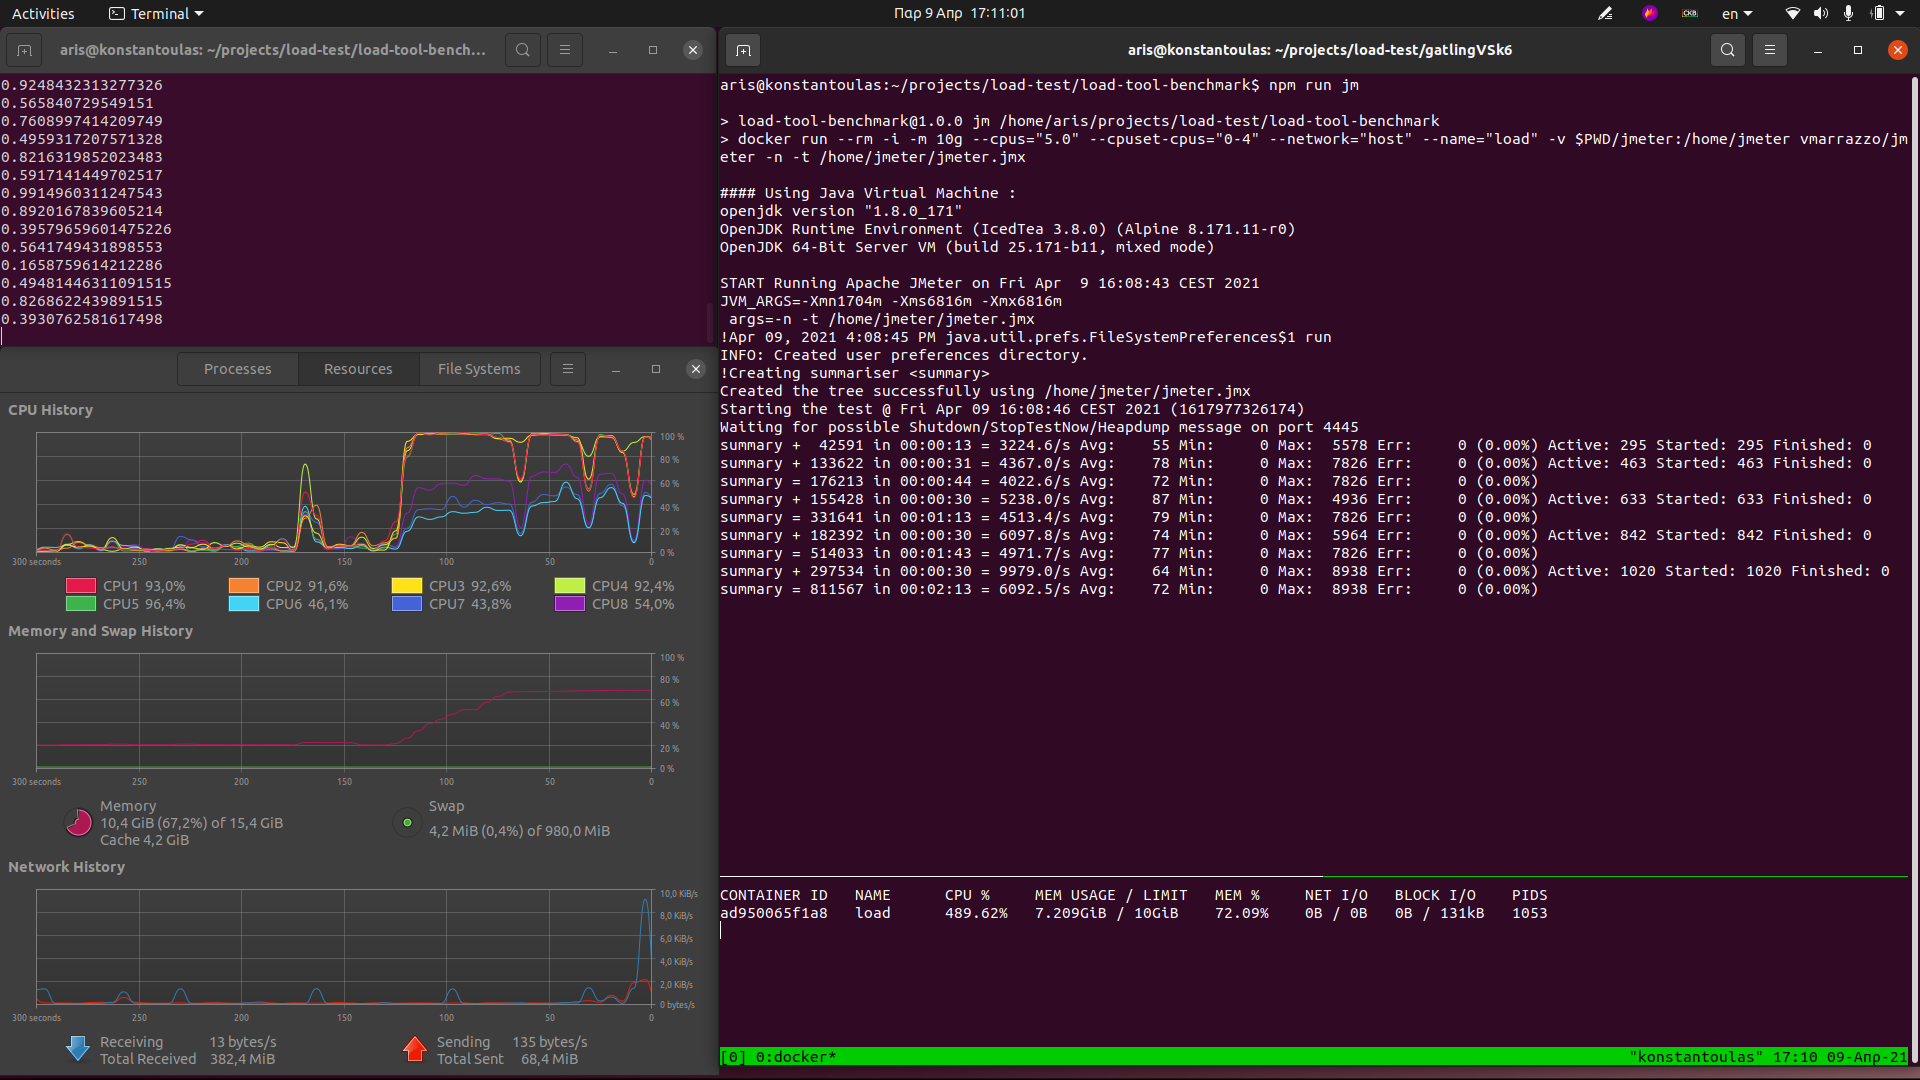 Activities Terminal Παρ 9 Απρ 17:11:01 CKB en
aris@konstantoulas: ~/projects/load-test/load-tool-bench...
0.9248432313277326
0.565840729549151
0.7608997414209749
0.4959317207571328
0.8216319852023483
0.5917141449702517
0.9914960311247543
0.8920167839605214
0.39579659601475226
0.5641749431898553
0.1658759614212286
0.49481446311091515
0.8268622439891515
0.3930762581617498
Processes Resources File Systems
CPU History
100 %
80 %
60 %
40 %
20 %
0 %
300 seconds 250 200 150 100 50 0
CPU1 93,0% CPU2 91,6% CPU3 92,6% CPU4 92,4%
CPU5 96,4% CPU6 46,1% CPU7 43,8% CPU8 54,0%
Memory and Swap History
100 %
80 %
60 %
40 %
20 %
0 %
300 seconds 250 200 150 100 50 0
Memory
10,4 GiB (67,2%) of 15,4 GiB
Cache 4,2 GiB
Swap
4,2 MiB (0,4%) of 980,0 MiB
Network History
10,0 KiB/s
8,0 KiB/s
6,0 KiB/s
4,0 KiB/s
2,0 KiB/s
0 bytes/s
300 seconds 250 200 150 100 50 0
Receiving 13 bytes/s
Total Received 382,4 MiB
Sending 135 bytes/s
Total Sent 68,4 MiB
aris@konstantoulas: ~/projects/load-test/gatlingVSk6
aris@konstantoulas:~/projects/load-test/load-tool-benchmark$ npm run jm
> load-tool-benchmark@1.0.0 jm /home/aris/projects/load-test/load-tool-benchmark
> docker run --rm -i -m 10g --cpus="5.0" --cpuset-cpus="0-4" --network="host" --name="load" -v $PWD/jmeter:/home/jmeter vmarrazzo/jm
eter -n -t /home/jmeter/jmeter.jmx
#### Using Java Virtual Machine :
openjdk version "1.8.0_171"
OpenJDK Runtime Environment (IcedTea 3.8.0) (Alpine 8.171.11-r0)
OpenJDK 64-Bit Server VM (build 25.171-b11, mixed mode)
START Running Apache JMeter on Fri Apr  9 16:08:43 CEST 2021
JVM_ARGS=-Xmn1704m -Xms6816m -Xmx6816m
args=-n -t /home/jmeter/jmeter.jmx
!Apr 09, 2021 4:08:45 PM java.util.prefs.FileSystemPreferences$1 run
INFO: Created user preferences directory.
!Creating summariser <summary>
Created the tree successfully using /home/jmeter/jmeter.jmx
Starting the test @ Fri Apr 09 16:08:46 CEST 2021 (1617977326174)
Waiting for possible Shutdown/StopTestNow/Heapdump message on port 4445
summary +  42591 in 00:00:13 = 3224.6/s Avg:    55 Min:     0 Max:  5578 Err:     0 (0.00%) Active: 295 Started: 295 Finished: 0
summary + 133622 in 00:00:31 = 4367.0/s Avg:    78 Min:     0 Max:  7826 Err:     0 (0.00%) Active: 463 Started: 463 Finished: 0
summary = 176213 in 00:00:44 = 4022.6/s Avg:    72 Min:     0 Max:  7826 Err:     0 (0.00%)
summary + 155428 in 00:00:30 = 5238.0/s Avg:    87 Min:     0 Max:  4936 Err:     0 (0.00%) Active: 633 Started: 633 Finished: 0
summary = 331641 in 00:01:13 = 4513.4/s Avg:    79 Min:     0 Max:  7826 Err:     0 (0.00%)
summary + 182392 in 00:00:30 = 6097.8/s Avg:    74 Min:     0 Max:  5964 Err:     0 (0.00%) Active: 842 Started: 842 Finished: 0
summary = 514033 in 00:01:43 = 4971.7/s Avg:    77 Min:     0 Max:  7826 Err:     0 (0.00%)
summary + 297534 in 00:00:30 = 9979.0/s Avg:    64 Min:     0 Max:  8938 Err:     0 (0.00%) Active: 1020 Started: 1020 Finished: 0
summary = 811567 in 00:02:13 = 6092.5/s Avg:    72 Min:     0 Max:  8938 Err:     0 (0.00%)
CONTAINER ID   NAME      CPU %     MEM USAGE / LIMIT   MEM %     NET I/O   BLOCK I/O    PIDS
ad950065f1a8   load      489.62%   7.209GiB / 10GiB    72.09%    0B / 0B   0B / 131kB   1053
[0] 0:docker* "konstantoulas" 17:10 09-Απρ-21